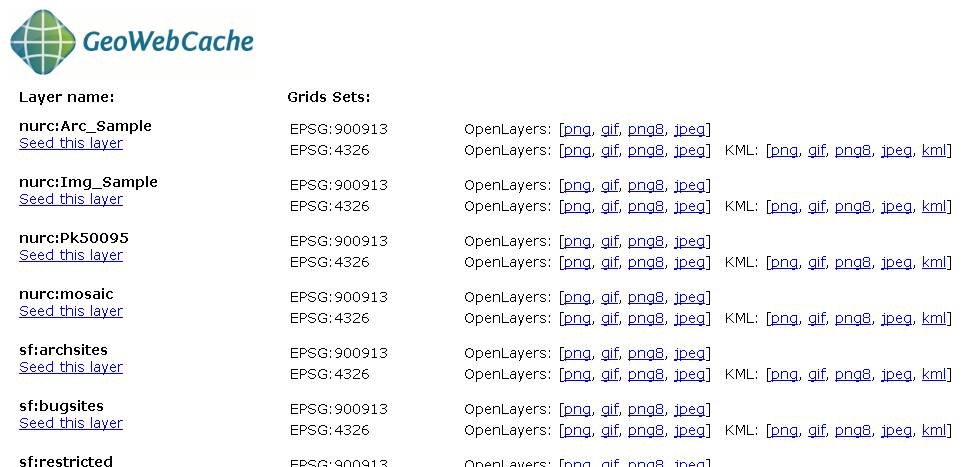 GeoWebCache
Layer name: Grids Sets:
nurc:Arc_Sample EPSG:900913 OpenLayers: [png, gif, png8, jpeg]
Seed this layer EPSG:4326 OpenLayers: [png, gif, png8, jpeg] KML: [png, gif, png8, jpeg, kml]
nurc:Img_Sample EPSG:900913 OpenLayers: [png, gif, png8, jpeg]
Seed this layer EPSG:4326 OpenLayers: [png, gif, png8, jpeg] KML: [png, gif, png8, jpeg, kml]
nurc:Pk50095 EPSG:900913 OpenLayers: [png, gif, png8, jpeg]
Seed this layer EPSG:4326 OpenLayers: [png, gif, png8, jpeg] KML: [png, gif, png8, jpeg, kml]
nurc:mosaic EPSG:900913 OpenLayers: [png, gif, png8, jpeg]
Seed this layer EPSG:4326 OpenLayers: [png, gif, png8, jpeg] KML: [png, gif, png8, jpeg, kml]
sf:archsites EPSG:900913 OpenLayers: [png, gif, png8, jpeg]
Seed this layer EPSG:4326 OpenLayers: [png, gif, png8, jpeg] KML: [png, gif, png8, jpeg, kml]
sf:bugsites EPSG:900913 OpenLayers: [png, gif, png8, jpeg]
Seed this layer EPSG:4326 OpenLayers: [png, gif, png8, jpeg] KML: [png, gif, png8, jpeg, kml]
sf:restricted EPSG:900913 OpenLayers: [png, gif, png8, jpeg]